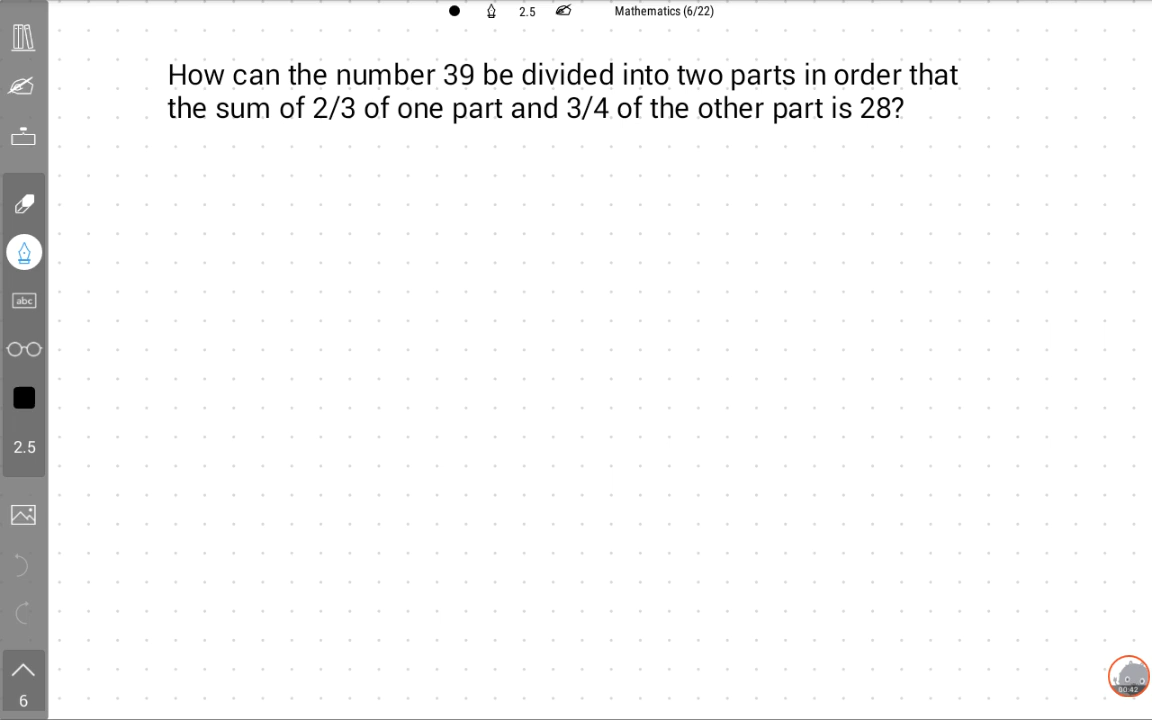 2.5 Mathematics (6/22)
How can the number 39 be divided into two parts in order that
the sum of 2/3 of one part and 3/4 of the other part is 28?
abc
2.5
6
00:42